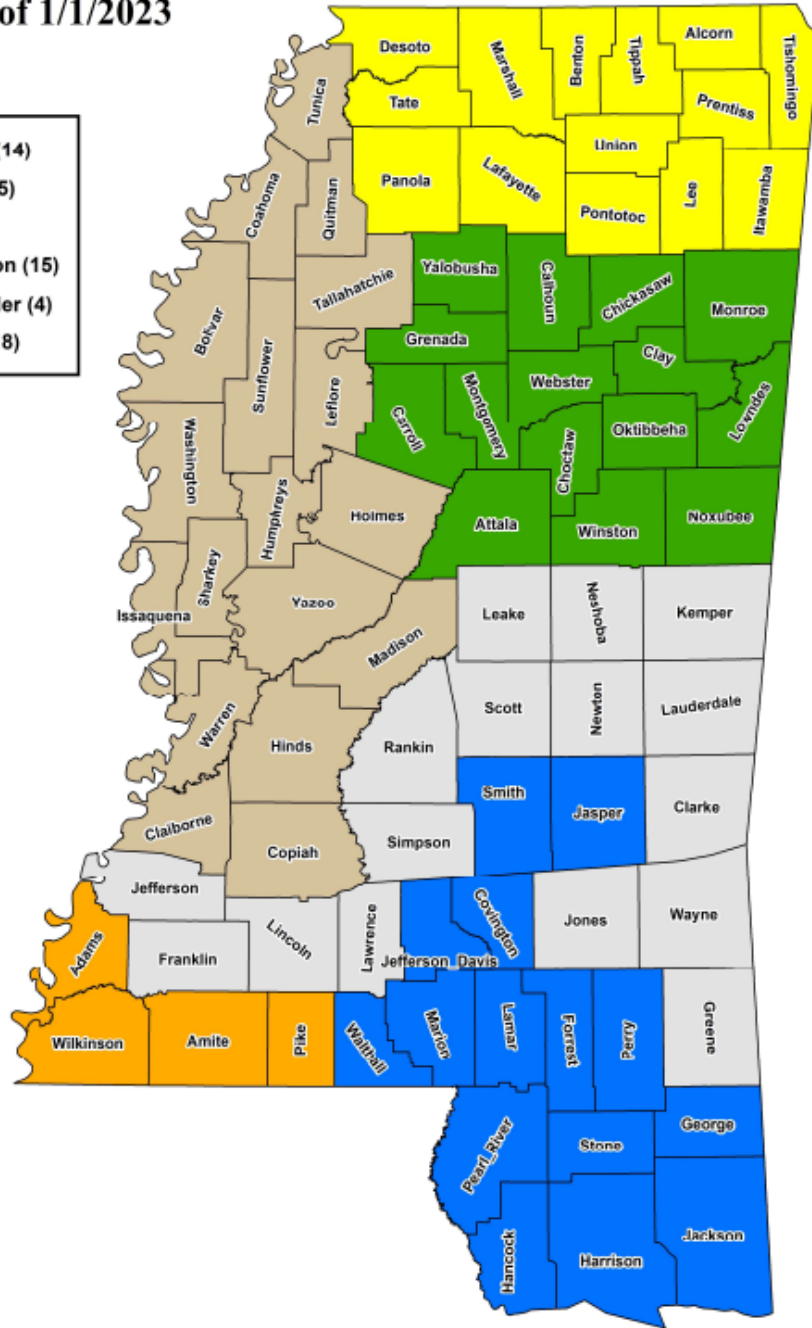 of 1/1/2023
14)
5)
on (15)
der (4)
8)
Desoto
Marshall
Benton
Tippah
Alcorn
Tishomingo
Tunica
Tate
Prentiss
Union
Panola
Lafayette
Pontotoc
Lee
Itawamba
Coahoma
Quitman
Tallahatchie
Yalobusha
Calhoun
Chickasaw
Monroe
Bolivar
Sunflower
Leflore
Grenada
Clay
Webster
Carroll
Montgomery
Choctaw
Oktibbeha
Lowndes
Washington
Humphreys
Holmes
Attala
Winston
Noxubee
Sharkey
Issaquena
Yazoo
Leake
Neshoba
Kemper
Madison
Warren
Hinds
Rankin
Scott
Newton
Lauderdale
Smith
Jasper
Clarke
Claiborne
Copiah
Simpson
Jefferson
Lincoln
Lawrence
Covington
Jones
Wayne
Adams
Franklin
Jefferson_Davis
Wilkinson
Amite
Pike
Walthall
Marion
Lamar
Forrest
Perry
Greene
Pearl_River
Stone
George
Hancock
Harrison
Jackson